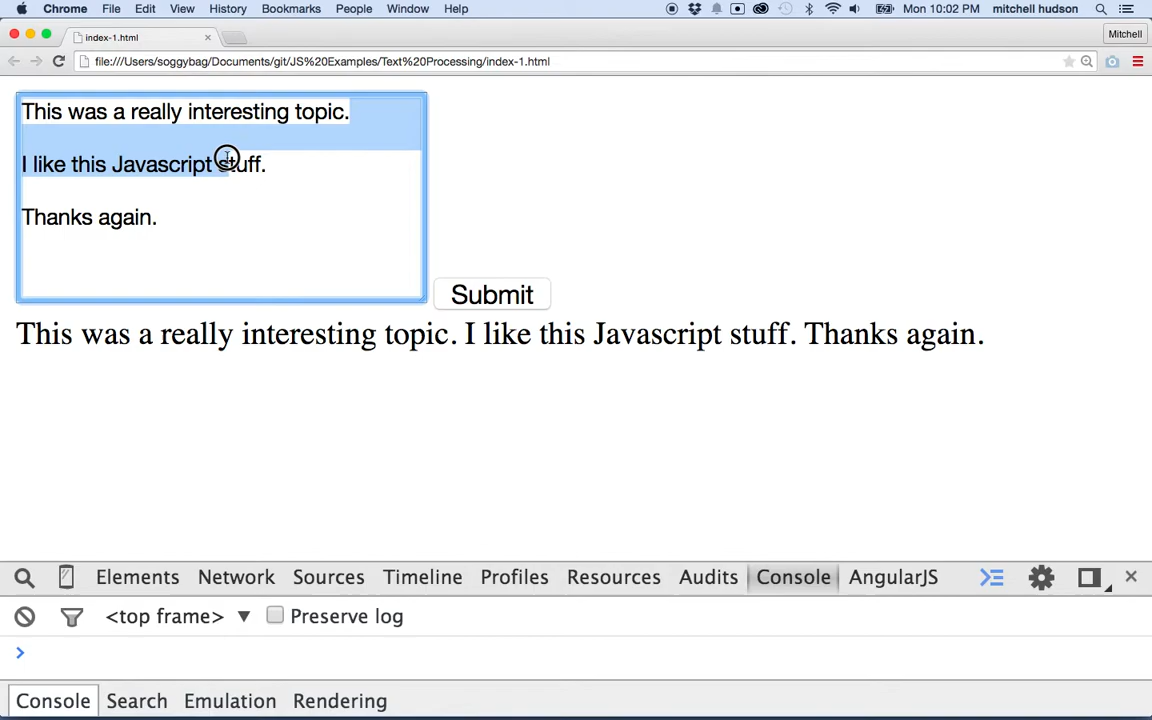 Chrome File Edit View History Bookmarks People Window Help Mon 10:02 PM mitchell hudson
index-1.html Mitchell
file:///Users/soggybag/Documents/git/JS%20Examples/Text%20Processing/index-1.html
This was a really interesting topic.
I like this Javascript stuff.
Thanks again.
Submit
This was a really interesting topic. I like this Javascript stuff. Thanks again.
Elements Network Sources Timeline Profiles Resources Audits Console AngularJS
<top frame> Preserve log
Console Search Emulation Rendering